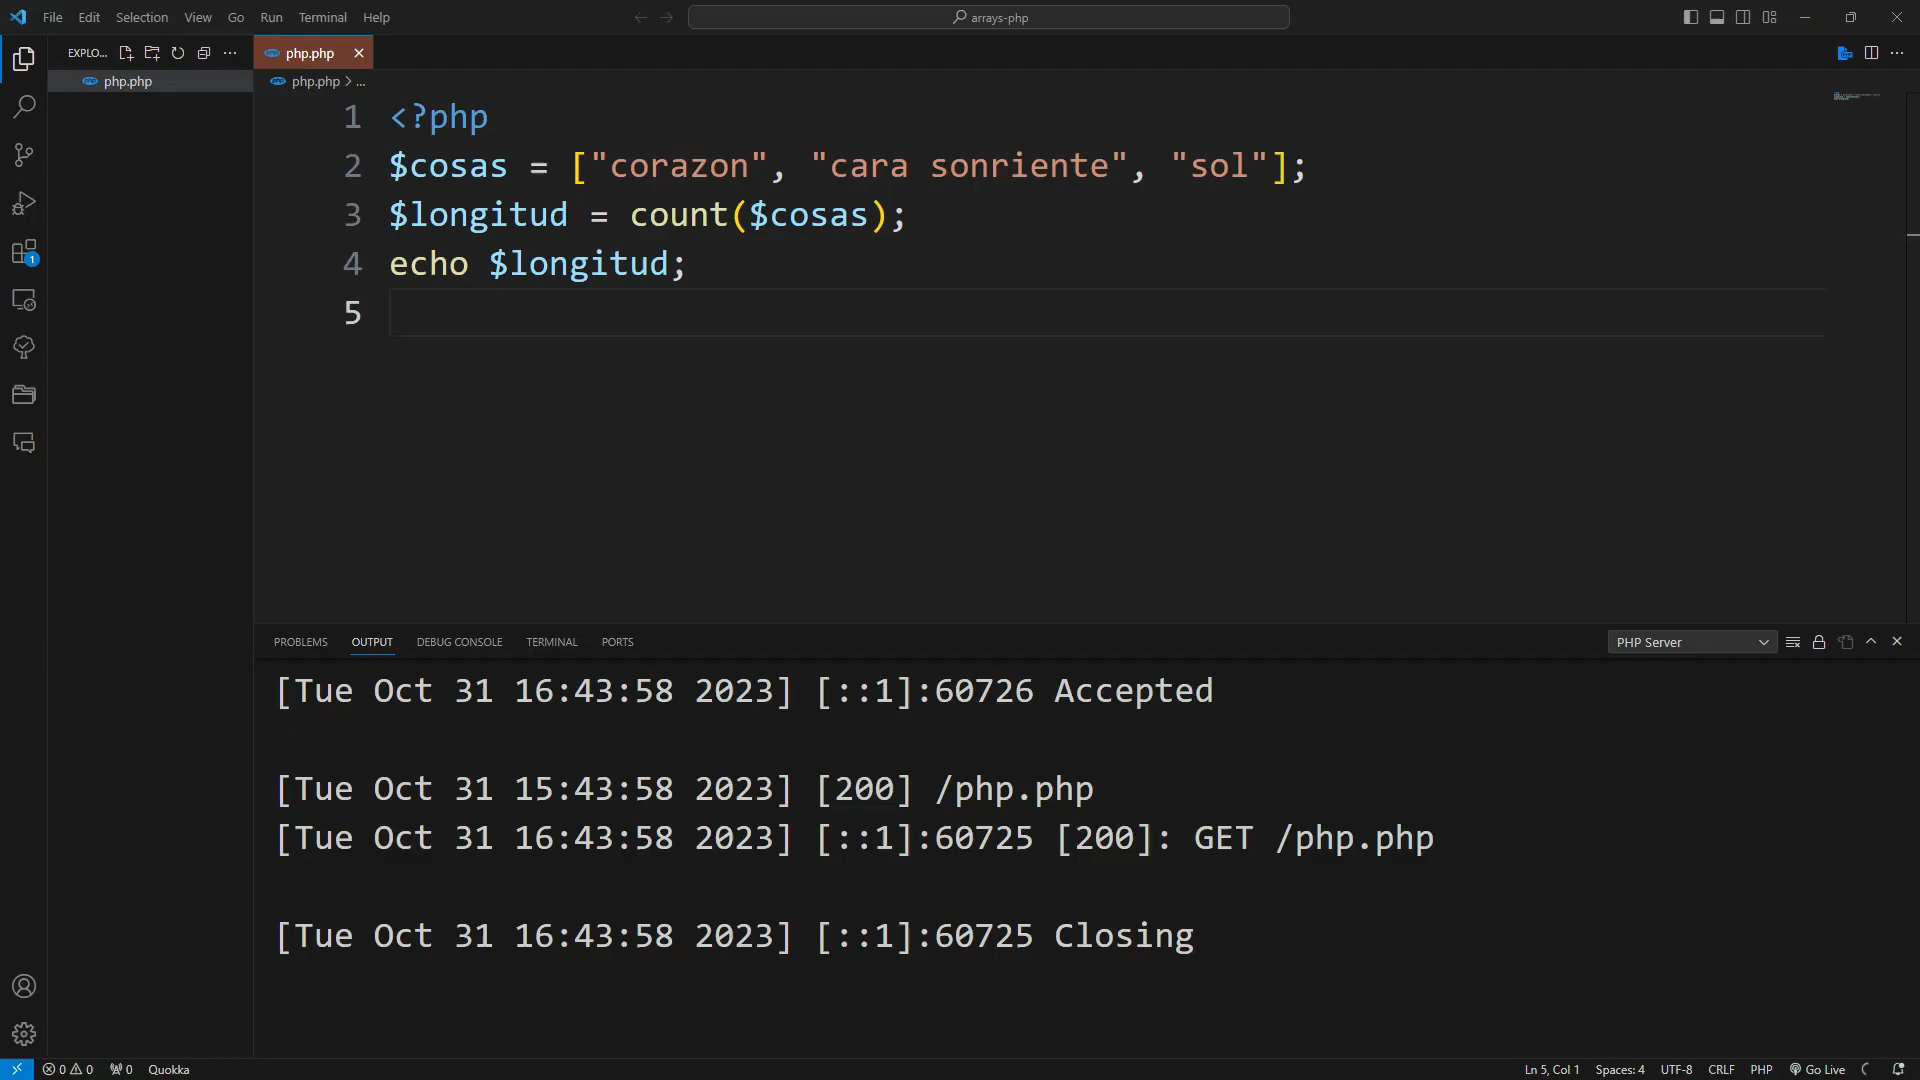 File Edit Selection View Go Run Terminal Help
arrays-php
EXPLO...
php.php
php.php
php.php > ...
1 <?php
2 $cosas = ["corazon", "cara sonriente", "sol"];
3 $longitud = count($cosas);
4 echo $longitud;
5
1
PROBLEMS OUTPUT DEBUG CONSOLE TERMINAL PORTS
PHP Server
[Tue Oct 31 16:43:58 2023] [::1]:60726 Accepted
[Tue Oct 31 15:43:58 2023] [200] /php.php
[Tue Oct 31 16:43:58 2023] [::1]:60725 [200]: GET /php.php
[Tue Oct 31 16:43:58 2023] [::1]:60725 Closing
0 0 0 Quokka
Ln 5, Col 1 Spaces: 4 UTF-8 CRLF PHP Go Live